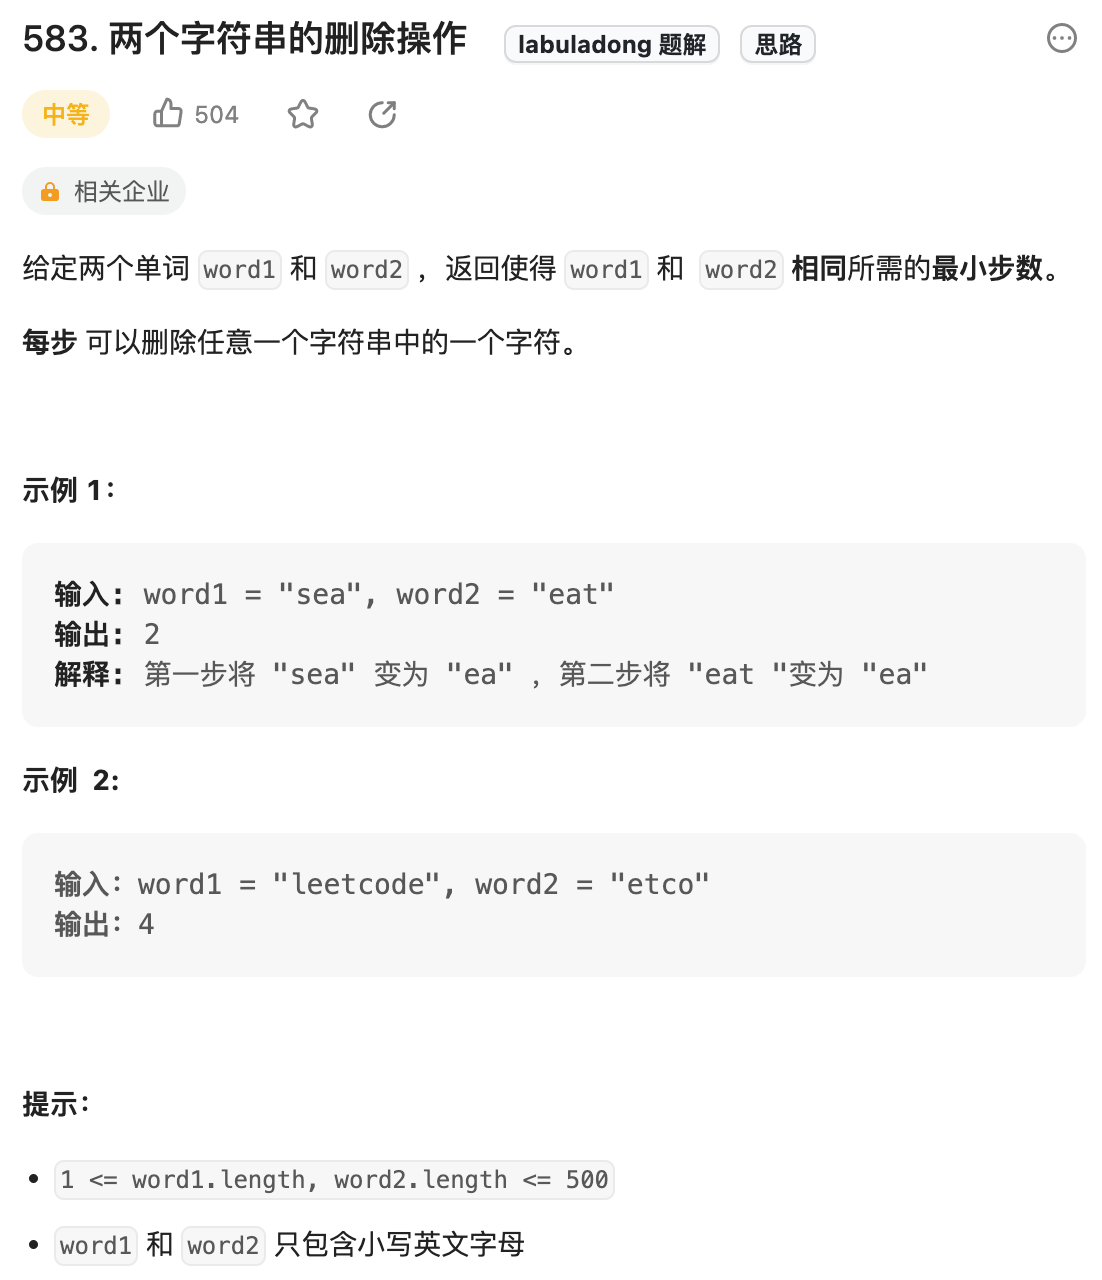 583. 两个字符串的删除操作 labuladong 题解 思路
中等 504
相关企业
给定两个单词 word1 和 word2 ，返回使得 word1 和 word2 相同所需的最小步数。
每步 可以删除任意一个字符串中的一个字符。
示例 1：
输入: word1 = "sea", word2 = "eat"
输出: 2
解释: 第一步将 "sea" 变为 "ea" ，第二步将 "eat "变为 "ea"
示例 2:
输入：word1 = "leetcode", word2 = "etco"
输出：4
提示：
• 1 <= word1.length, word2.length <= 500
• word1 和 word2 只包含小写英文字母